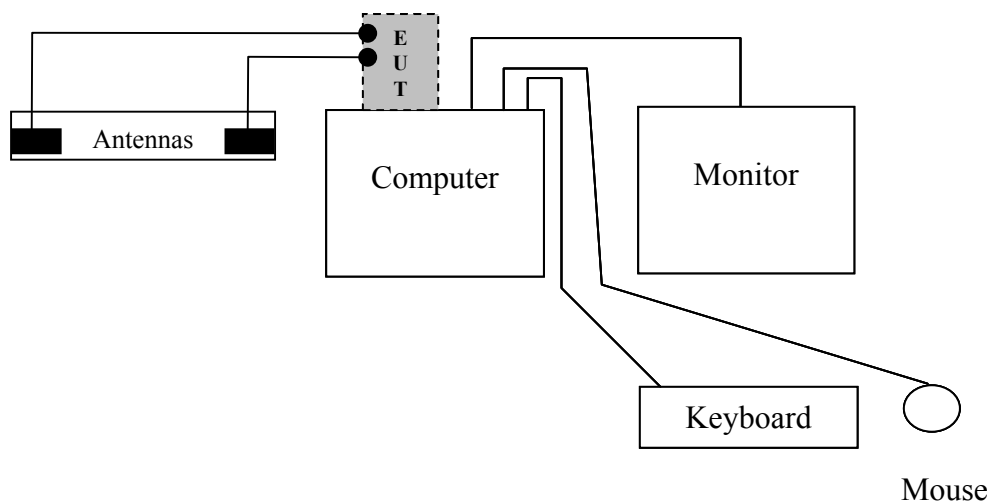 E
U
T
Antennas
Computer
Monitor
Keyboard
Mouse